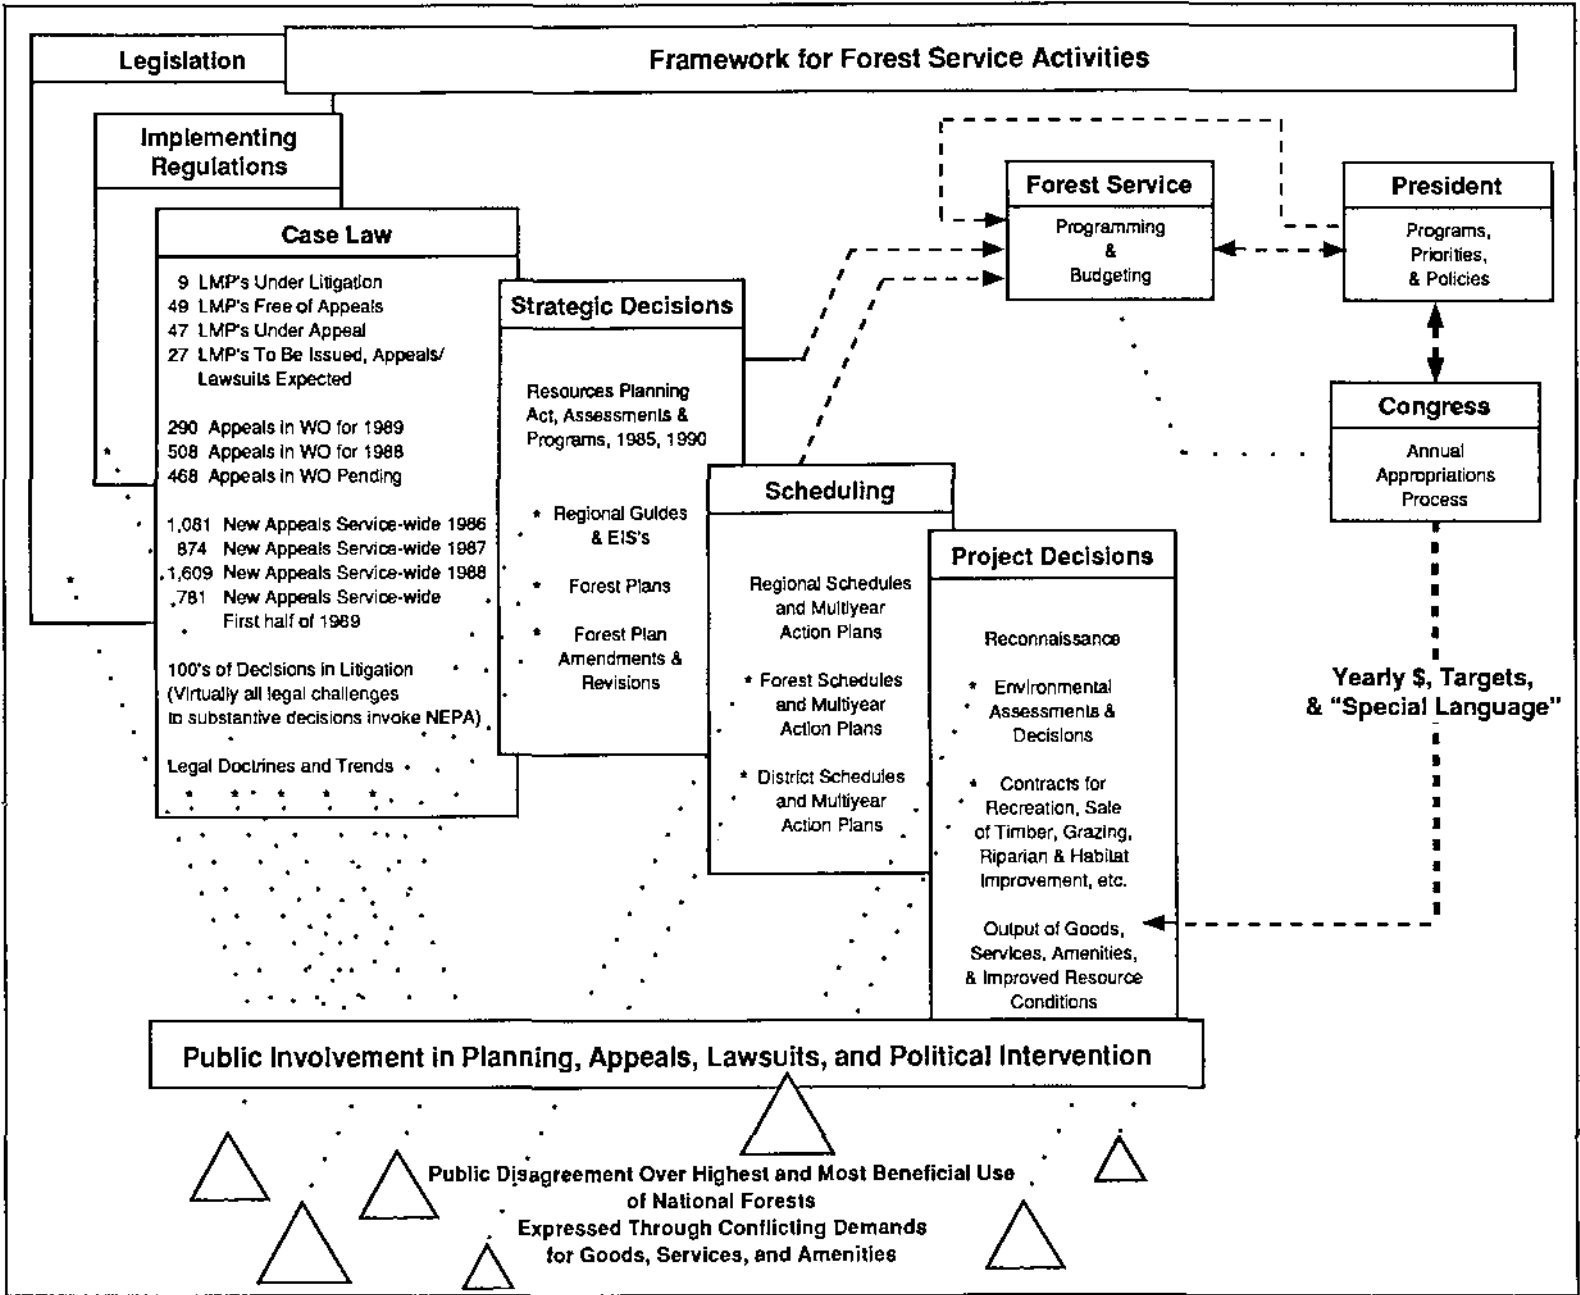 Legislation
Framework for Forest Service Activities
Implementing
Regulations
Case Law
9 LMP's Under Litigation
49 LMP's Free of Appeals
47 LMP's Under Appeal
27 LMP's To Be Issued, Appeals/
Lawsuits Expected
290 Appeals in WO for 1989
508 Appeals in WO for 1988
468 Appeals in WO Pending
1,081 New Appeals Service-wide 1986
874 New Appeals Service-wide 1987
1,609 New Appeals Service-wide 1988
781 New Appeals Service-wide
First half of 1989
100's of Decisions in Litigation
(Virtually all legal challenges
to substantive decisions invoke NEPA)
Legal Doctrines and Trends
Strategic Decisions
Resources Planning
Act, Assessments &
Programs, 1985, 1990
* Regional Guides
& EIS's
* Forest Plans
* Forest Plan
Amendments &
Revisions
Scheduling
Regional Schedules
and Multiyear
Action Plans
* Forest Schedules
and Multiyear
Action Plans
* District Schedules
and Multiyear
Action Plans
Project Decisions
Reconnaissance
* Environmental
Assessments &
Decisions
* Contracts for
Recreation, Sale
of Timber, Grazing,
Riparian & Habitat
Improvement, etc.
Output of Goods,
Services, Amenities,
& Improved Resource
Conditions
Forest Service
Programming
&
Budgeting
President
Programs,
Priorities,
& Policies
Congress
Annual
Appropriations
Process
Yearly $, Targets,
& "Special Language"
Public Involvement in Planning, Appeals, Lawsuits, and Political Intervention
Public Disagreement Over Highest and Most Beneficial Use
of National Forests
Expressed Through Conflicting Demands
for Goods, Services, and Amenities